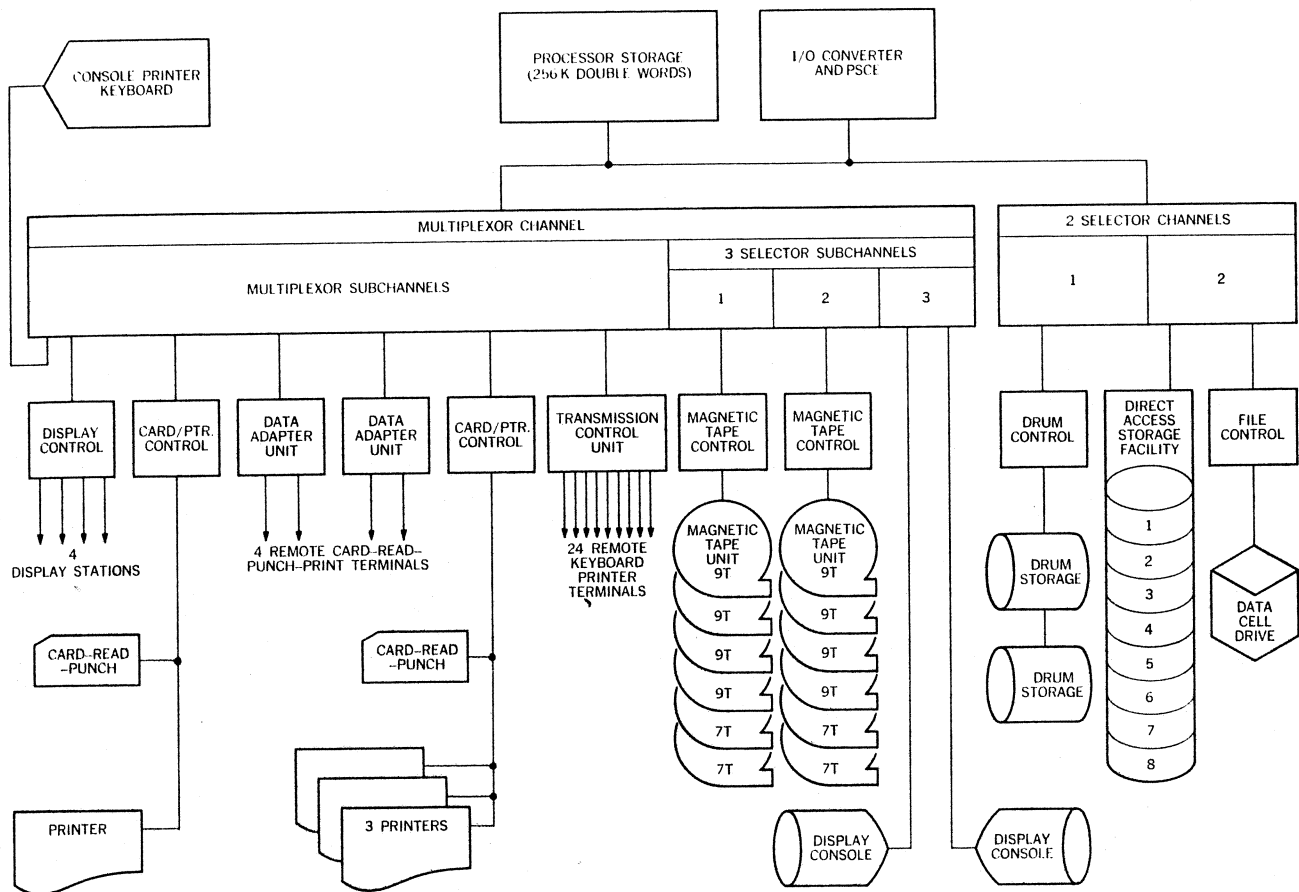 CONSOLE PRINTER
KEYBOARD
PROCESSOR STORAGE
(256K DOUBLE WORDS)
I/O CONVERTER
AND PSCE
MULTIPLEXOR CHANNEL
2 SELECTOR CHANNELS
3 SELECTOR SUBCHANNELS
MULTIPLEXOR SUBCHANNELS
1
2
3
1
2
DISPLAY
CONTROL
CARD/PTR.
CONTROL
DATA
ADAPTER
UNIT
DATA
ADAPTER
UNIT
CARD/PTR.
CONTROL
TRANSMISSION
CONTROL
UNIT
MAGNETIC
TAPE
CONTROL
MAGNETIC
TAPE
CONTROL
DRUM
CONTROL
DIRECT
ACCESS
STORAGE
FACILITY
FILE
CONTROL
4
DISPLAY STATIONS
4 REMOTE CARD-READ-
PUNCH-PRINT TERMINALS
24 REMOTE
KEYBOARD
PRINTER
TERMINALS
MAGNETIC
TAPE
UNIT
9T
9T
9T
9T
7T
7T
MAGNETIC
TAPE
UNIT
9T
9T
9T
9T
7T
7T
DRUM
STORAGE
DRUM
STORAGE
1
2
3
4
5
6
7
8
DATA
CELL
DRIVE
CARD-READ
-PUNCH
CARD-READ
-PUNCH
PRINTER
3 PRINTERS
DISPLAY
CONSOLE
DISPLAY
CONSOLE